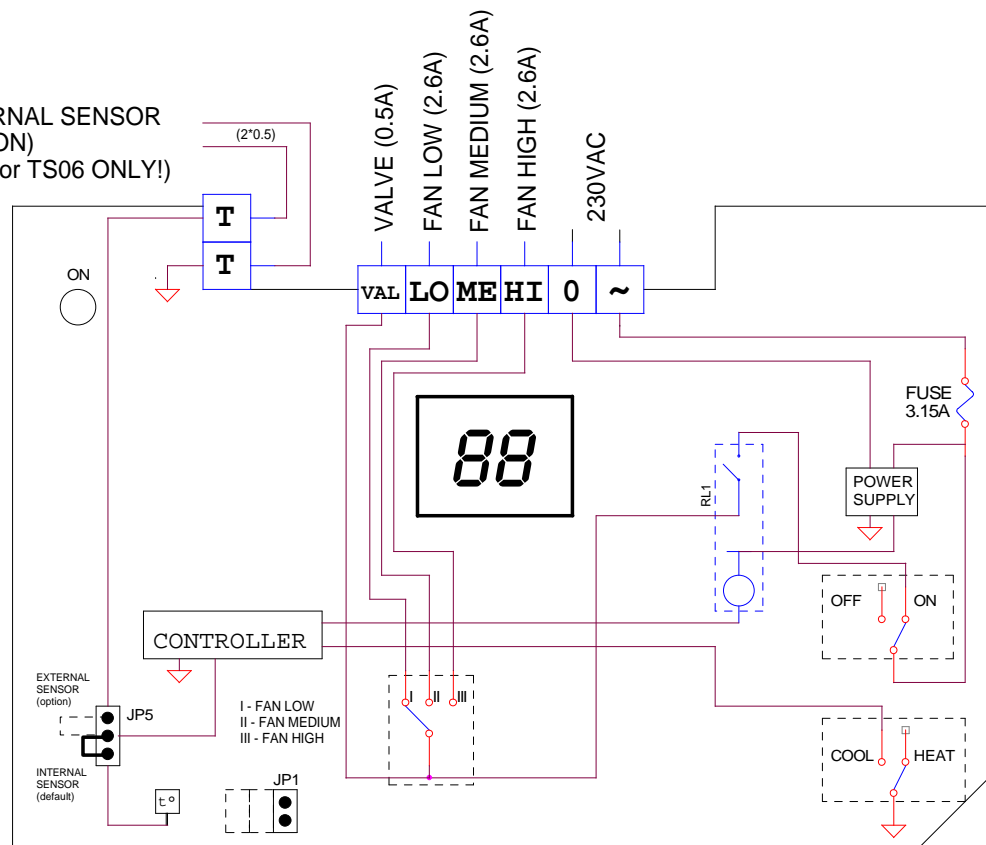 RNAL SENSOR
ON)
or TS06 ONLY!)
(2*0.5)
VALVE (0.5A)
FAN LOW (2.6A)
FAN MEDIUM (2.6A)
FAN HIGH (2.6A)
230VAC
T
T
ON
VAL LO ME HI 0 ~
88
FUSE
3.15A
RL1
POWER
SUPPLY
OFF ON
CONTROLLER
EXTERNAL
SENSOR
(option)
JP5
I II III
I - FAN LOW
II - FAN MEDIUM
III - FAN HIGH
COOL HEAT
INTERNAL
SENSOR
(default)
t°
JP1